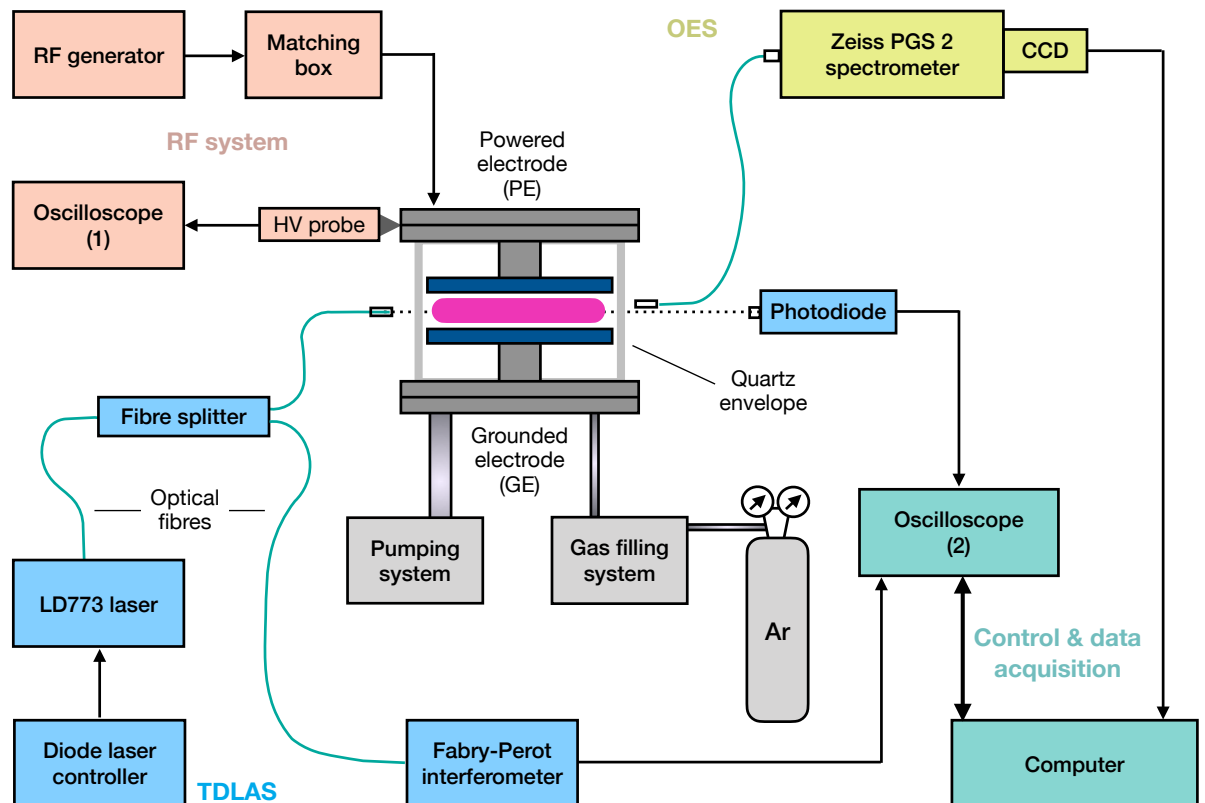 RF generator
Matching
box
OES
Zeiss PGS 2
spectrometer
CCD
RF system
Powered
electrode
(PE)
Oscilloscope
(1)
HV probe
Photodiode
Quartz
envelope
Fibre splitter
Grounded
electrode
(GE)
Optical
fibres
Pumping
system
Gas filling
system
Oscilloscope
(2)
LD773 laser
Ar
Control & data
acquisition
Diode laser
controller
TDLAS
Fabry-Perot
interferometer
Computer